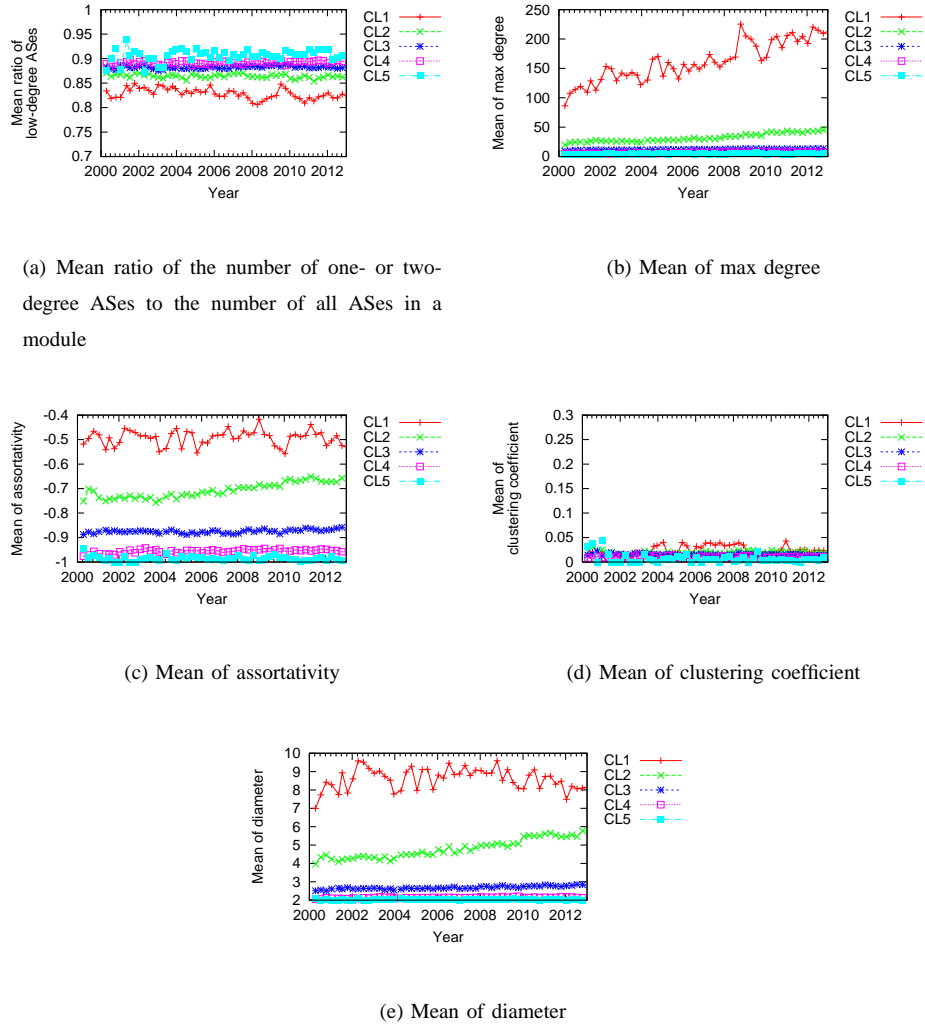 1
0.95
0.9
0.85
0.8
0.75
0.7
2000 2002 2004 2006 2008 2010 2012
Mean ratio of
low-degree ASes
Year
CL1
CL2
CL3
CL4
CL5
250
200
150
100
50
0
2000 2002 2004 2006 2008 2010 2012
Mean of max degree
Year
CL1
CL2
CL3
CL4
CL5
(a) Mean ratio of the number of one- or two-
degree ASes to the number of all ASes in a
module
(b) Mean of max degree
-0.4
-0.5
-0.6
-0.7
-0.8
-0.9
-1
2000 2002 2004 2006 2008 2010 2012
Mean of assortativity
Year
CL1
CL2
CL3
CL4
CL5
0.3
0.25
0.2
0.15
0.1
0.05
0
2000 2002 2004 2006 2008 2010 2012
Mean of
clustering coefficient
Year
CL1
CL2
CL3
CL4
CL5
(c) Mean of assortativity
(d) Mean of clustering coefficient
10
9
8
7
6
5
4
3
2
2000 2002 2004 2006 2008 2010 2012
Mean of diameter
Year
CL1
CL2
CL3
CL4
CL5
(e) Mean of diameter